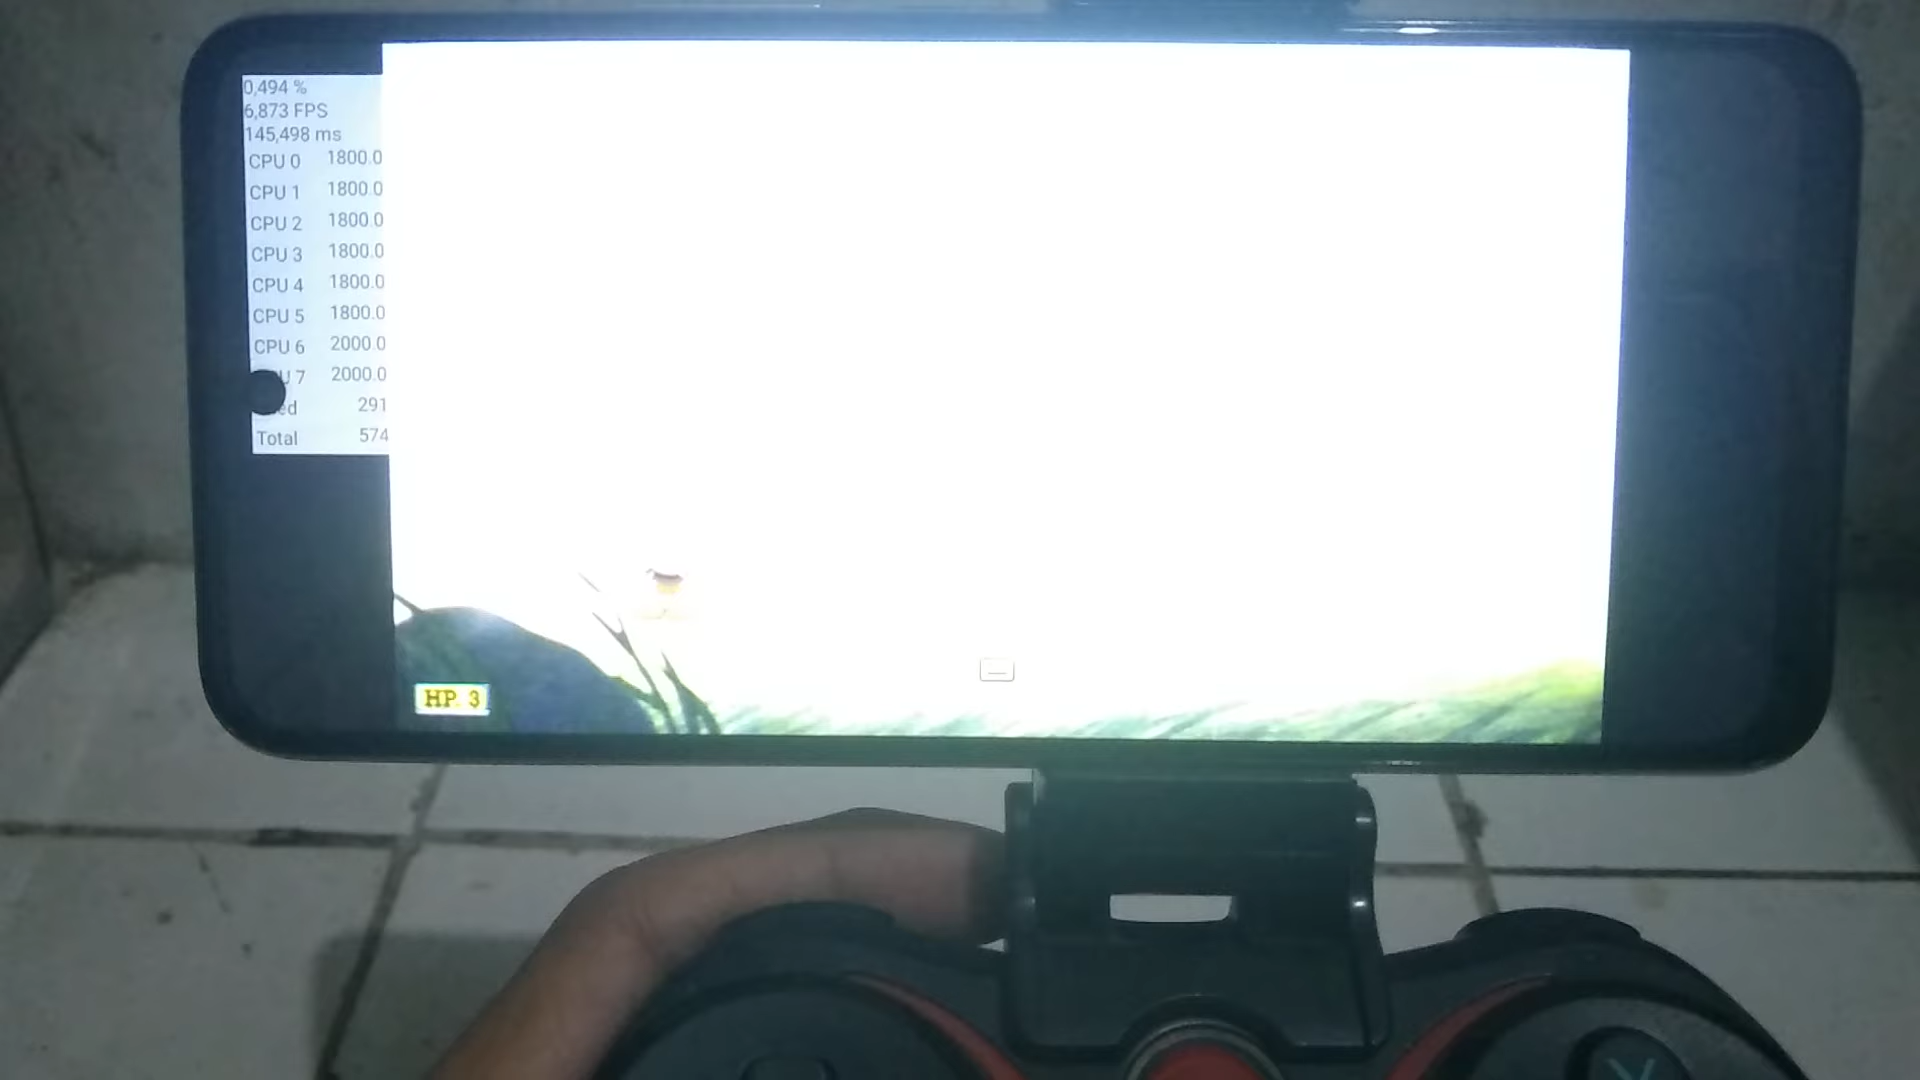 0,494 %
6,873 FPS
145,498 ms
CPU 0 1800.0
CPU 1 1800.0
CPU 2 1800.0
CPU 3 1800.0
CPU 4 1800.0
CPU 5 1800.0
CPU 6 2000.0
U 7 2000.0
ed 291
Total 574
HP. 3